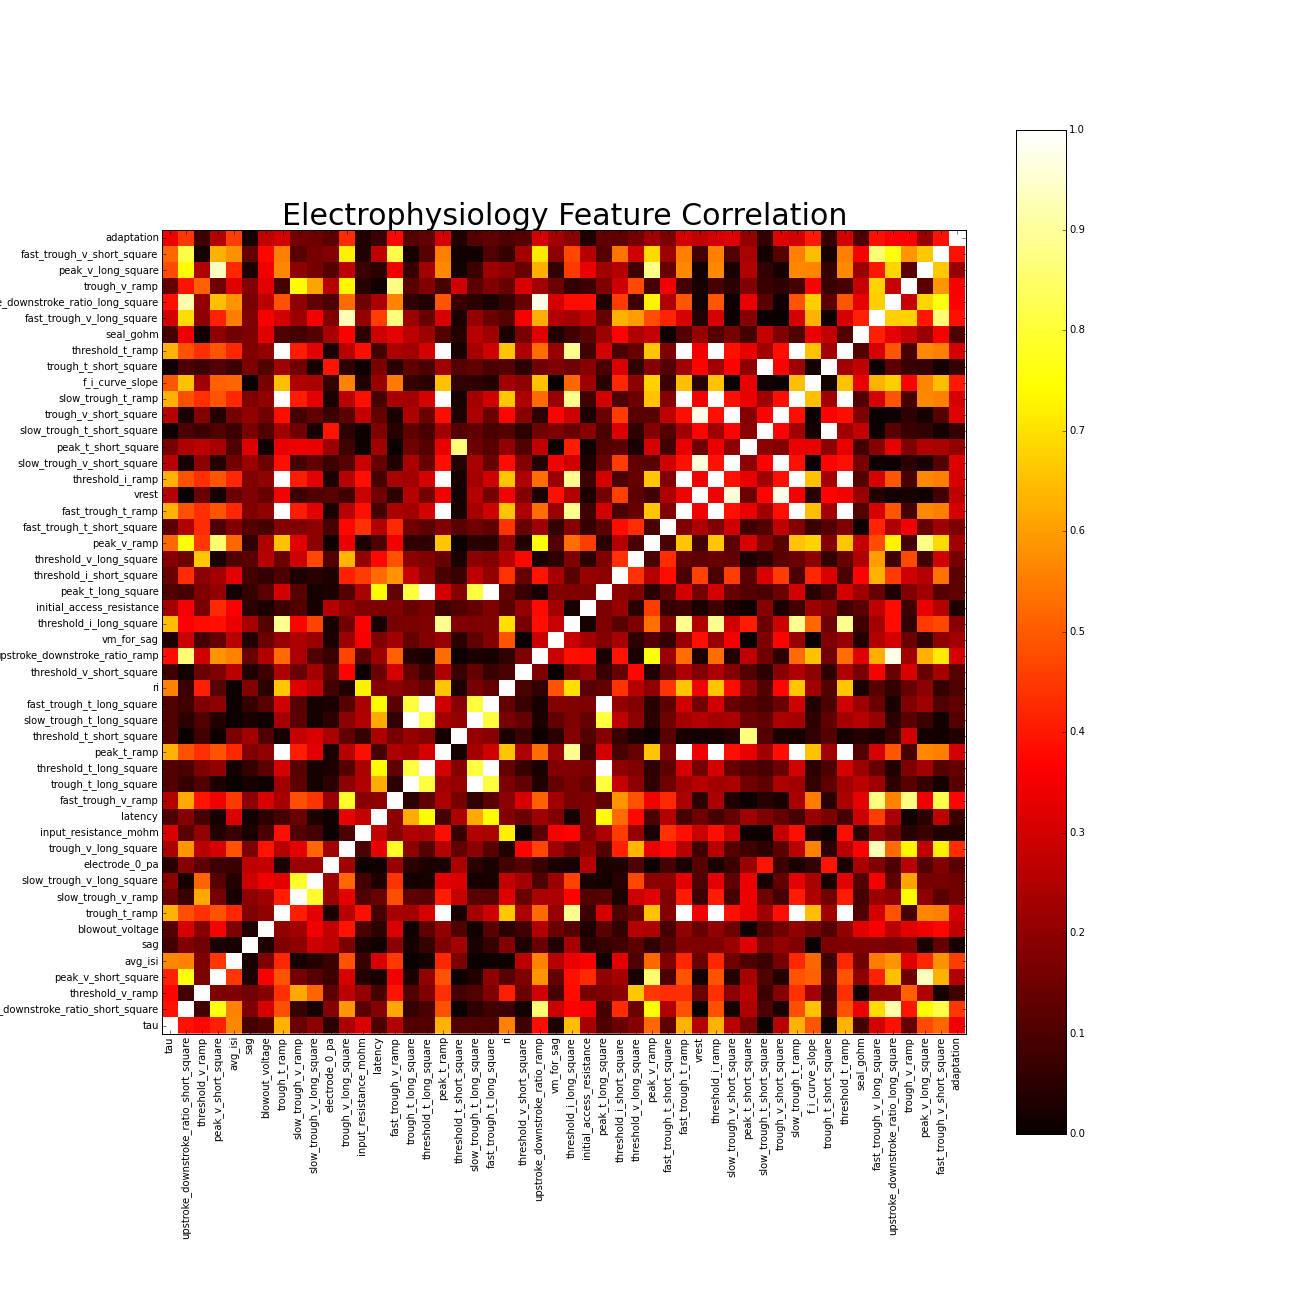 Electrophysiology Feature Correlation
adaptation
fast_trough_v_short_square
peak_v_long_square
trough_v_ramp
e_downstroke_ratio_long_square
fast_trough_v_long_square
seal_gohm
threshold_t_ramp
trough_t_short_square
f_i_curve_slope
slow_trough_t_ramp
trough_v_short_square
slow_trough_t_short_square
peak_t_short_square
slow_trough_v_short_square
threshold_i_ramp
vrest
fast_trough_t_ramp
fast_trough_t_short_square
peak_v_ramp
threshold_v_long_square
threshold_i_short_square
peak_t_long_square
initial_access_resistance
threshold_i_long_square
vm_for_sag
upstroke_downstroke_ratio_ramp
threshold_v_short_square
ri
fast_trough_t_long_square
slow_trough_t_long_square
threshold_t_short_square
peak_t_ramp
threshold_t_long_square
trough_t_long_square
fast_trough_v_ramp
latency
input_resistance_mohm
trough_v_long_square
electrode_0_pa
slow_trough_v_long_square
slow_trough_v_ramp
trough_t_ramp
blowout_voltage
sag
avg_isi
peak_v_short_square
threshold_v_ramp
_downstroke_ratio_short_square
tau
tau
upstroke_downstroke_ratio_short_square
threshold_v_ramp
peak_v_short_square
avg_isi
sag
blowout_voltage
trough_t_ramp
slow_trough_v_ramp
slow_trough_v_long_square
electrode_0_pa
trough_v_long_square
input_resistance_mohm
latency
fast_trough_v_ramp
trough_t_long_square
threshold_t_long_square
peak_t_ramp
threshold_t_short_square
slow_trough_t_long_square
fast_trough_t_long_square
ri
threshold_v_short_square
upstroke_downstroke_ratio_ramp
vm_for_sag
threshold_i_long_square
initial_access_resistance
peak_t_long_square
threshold_i_short_square
threshold_v_long_square
peak_v_ramp
fast_trough_t_short_square
fast_trough_t_ramp
vrest
threshold_i_ramp
slow_trough_v_short_square
peak_t_short_square
slow_trough_t_short_square
trough_v_short_square
slow_trough_t_ramp
f_i_curve_slope
trough_t_short_square
threshold_t_ramp
seal_gohm
fast_trough_v_long_square
upstroke_downstroke_ratio_long_square
trough_v_ramp
peak_v_long_square
fast_trough_v_short_square
adaptation
1.0
0.9
0.8
0.7
0.6
0.5
0.4
0.3
0.2
0.1
0.0